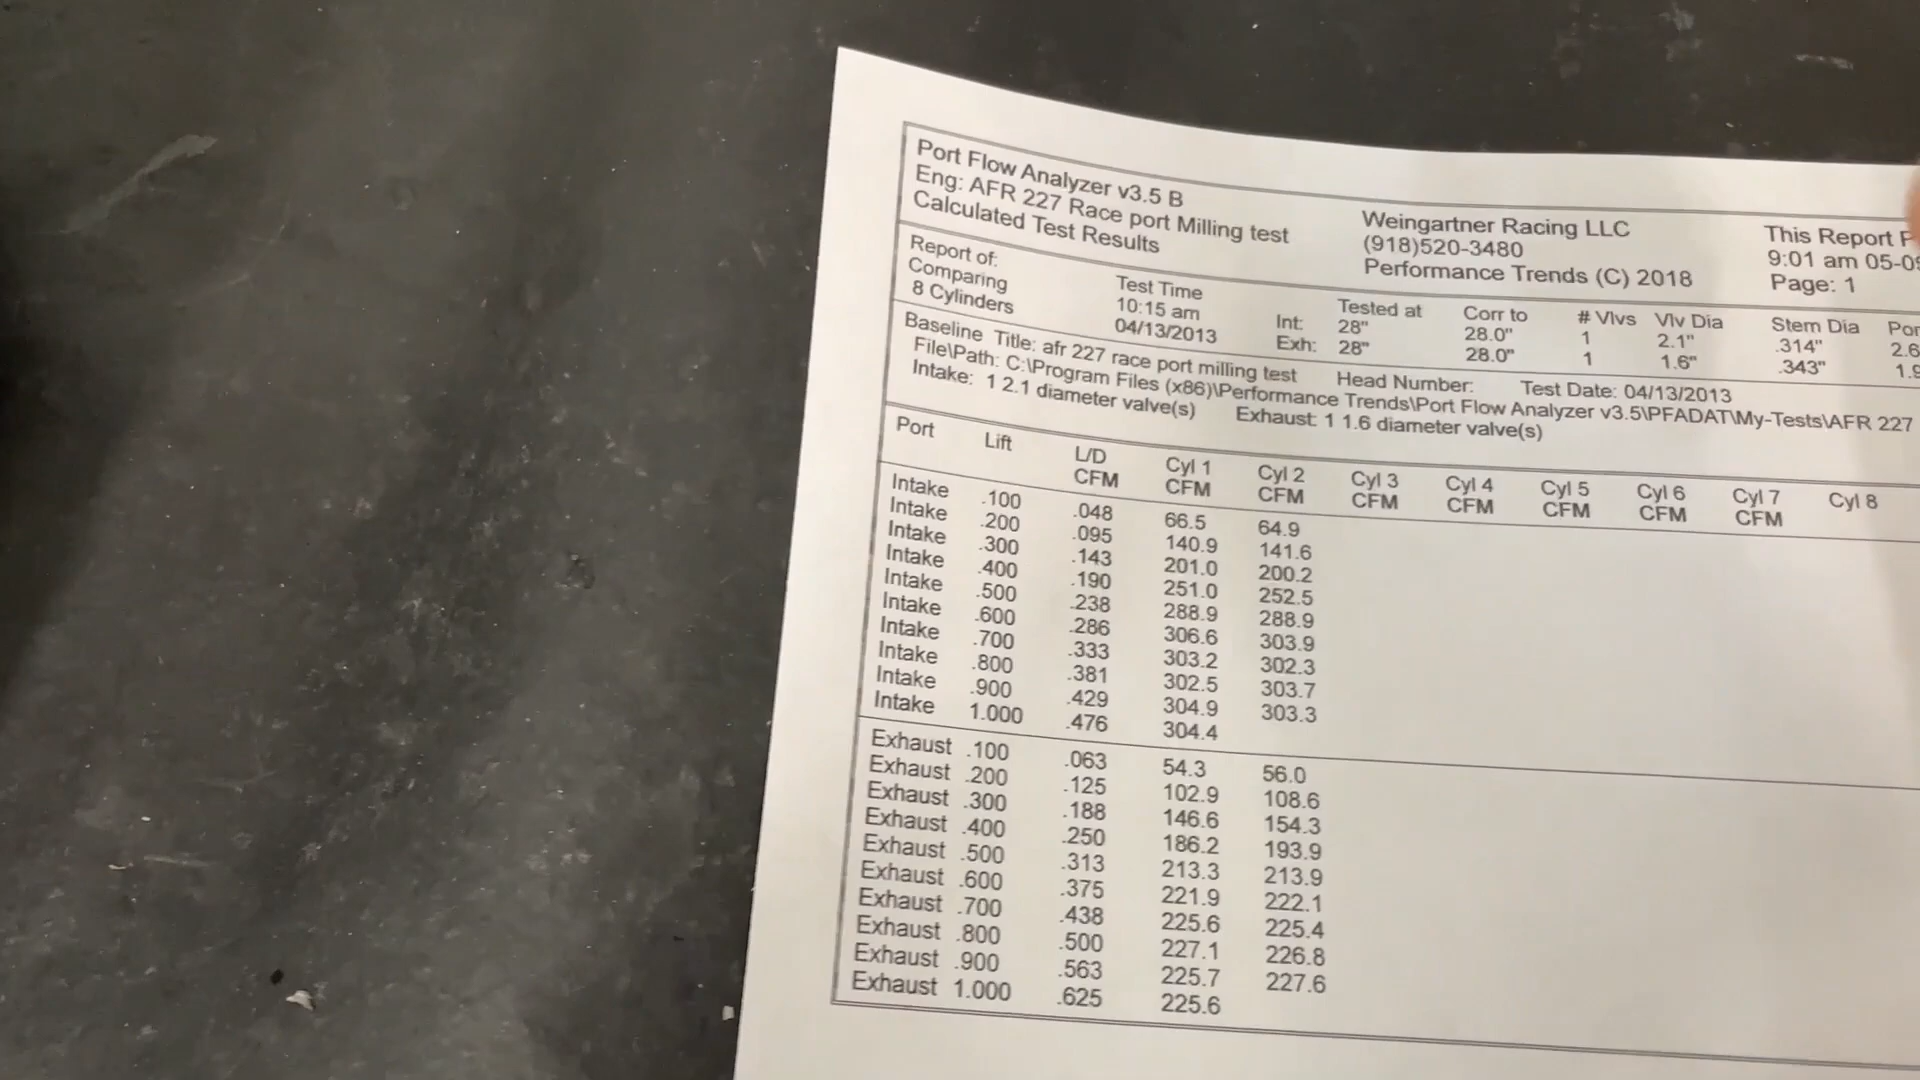 Port Flow Analyzer v3.5 B
Eng: AFR 227 Race port Milling test
Calculated Test Results
Weingartner Racing LLC
(918)520-3480
Performance Trends (C) 2018
This Report
9:01 am
Page: 1
Report of:
Comparing
8 Cylinders
Test Time
10:15 am
04/13/2013
Tested at Corr to # Vlvs Vlv Dia Stem Dia
Int: 28" 28.0" 1 2.1" .314"
Exh: 28" 28.0" 1 1.6" .343"
Baseline Title: afr 227 race port milling test Head Number: Test Date: 04/13/2013
File\Path: C:\Program Files (x86)\Performance Trends\Port Flow Analyzer v3.5\PFADAT\My-Tests\AFR 227
Intake: 1 2.1 diameter valve(s) Exhaust: 1 1.6 diameter valve(s)
Port Lift L/D Cyl 1 Cyl 2 Cyl 3 Cyl 4 Cyl 5 Cyl 6 Cyl 7 Cyl 8
CFM CFM CFM CFM CFM CFM CFM CFM
Intake .100 .048 66.5 64.9
Intake .200 .095 140.9 141.6
Intake .300 .143 201.0 200.2
Intake .400 .190 251.0 252.5
Intake .500 .238 288.9 288.9
Intake .600 .286 306.6 303.9
Intake .700 .333 303.2 302.3
Intake .800 .381 302.5 303.7
Intake .900 .429 304.9 303.3
Intake 1.000 .476 304.4
Exhaust .100 .063 54.3 56.0
Exhaust .200 .125 102.9 108.6
Exhaust .300 .188 146.6 154.3
Exhaust .400 .250 186.2 193.9
Exhaust .500 .313 213.3 213.9
Exhaust .600 .375 221.9 222.1
Exhaust .700 .438 225.6 225.4
Exhaust .800 .500 227.1 226.8
Exhaust .900 .563 225.7 227.6
Exhaust 1.000 .625 225.6